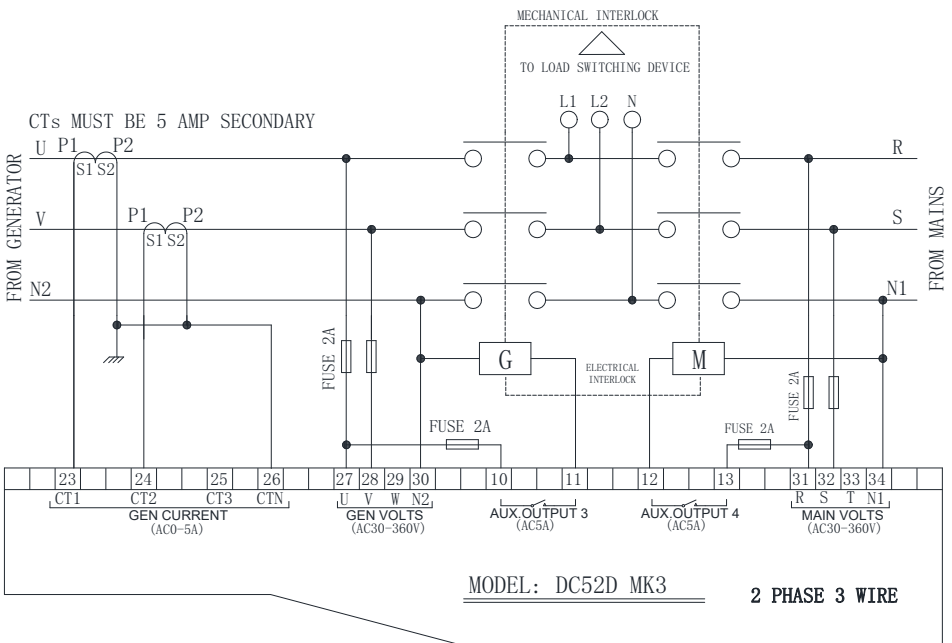 MECHANICAL INTERLOCK
TO LOAD SWITCHING DEVICE
L1 L2 N
CTs MUST BE 5 AMP SECONDARY
U P1 P2
S1 S2
R
V P1 P2
S1 S2
S
N2
N1
FROM GENERATOR
FROM MAINS
G
ELECTRICAL
INTERLOCK
M
FUSE 2A
FUSE 2A
FUSE 2A
FUSE 2A
23 24 25 26 27 28 29 30 10 11 12 13 31 32 33 34
CT1 CT2 CT3 CTN U V W N2 R S T N1
GEN CURRENT
(AC0-5A)
GEN VOLTS
(AC30-360V)
AUX.OUTPUT 3
(AC5A)
AUX.OUTPUT 4
(AC5A)
MAIN VOLTS
(AC30-360V)
MODEL: DC52D MK3
2 PHASE 3 WIRE